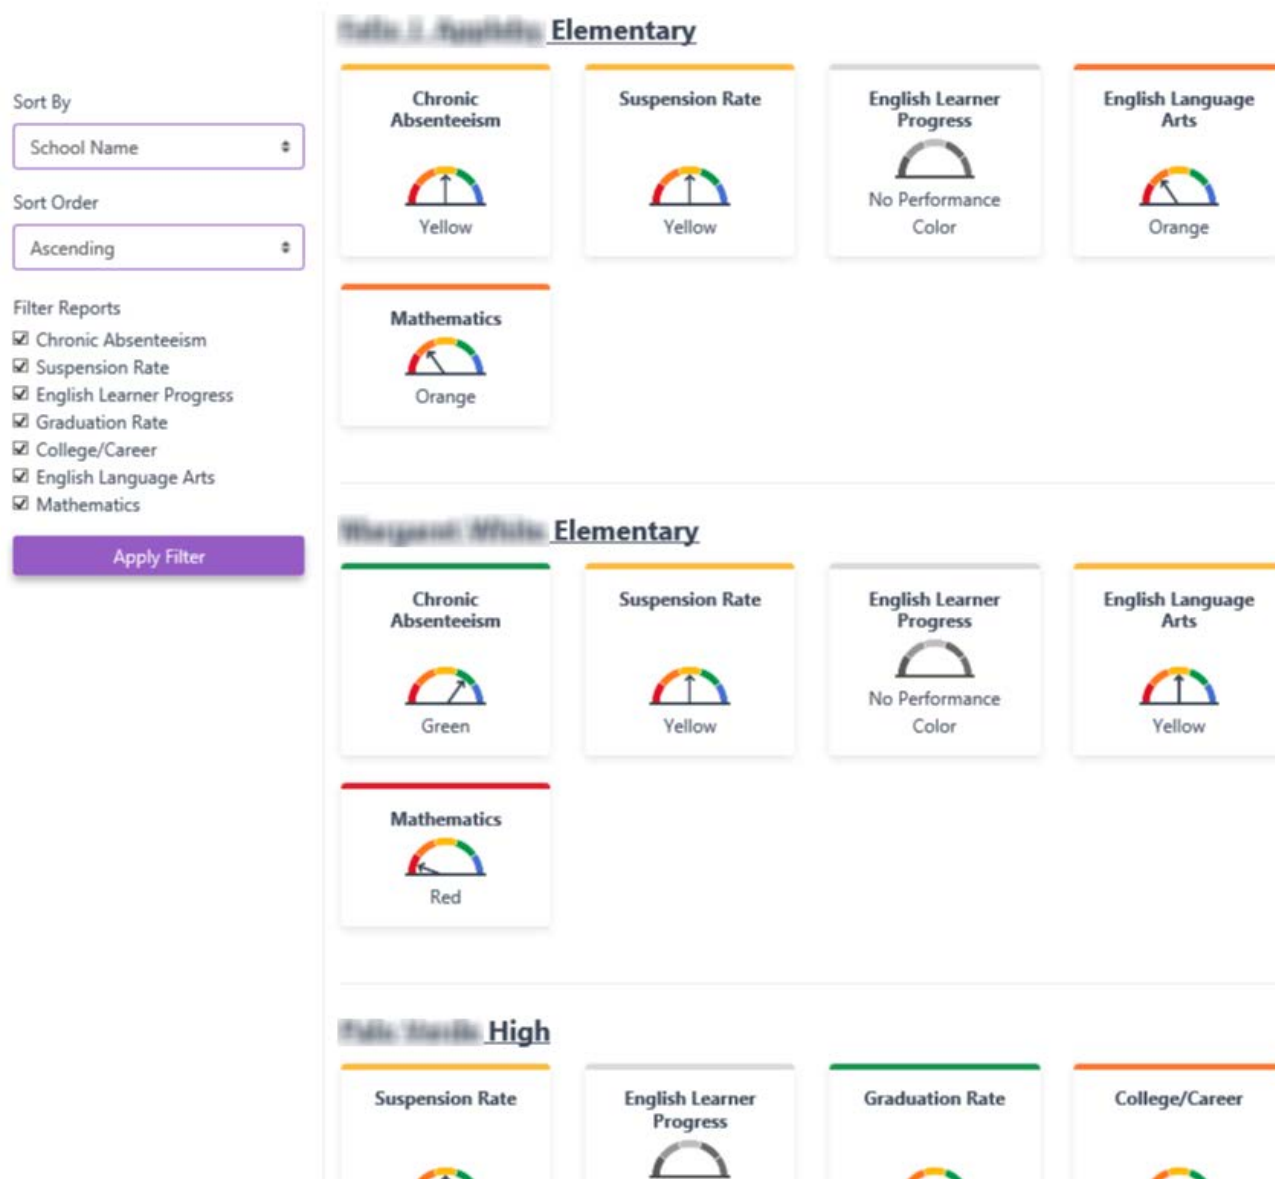 Elementary
Sort By
School Name
Sort Order
Ascending
Filter Reports
Chronic Absenteeism
Suspension Rate
English Learner Progress
Graduation Rate
College/Career
English Language Arts
Mathematics
Apply Filter
Chronic
Absenteeism
Yellow
Suspension Rate
Yellow
English Learner
Progress
No Performance
Color
English Language
Arts
Orange
Mathematics
Orange
Elementary
Chronic
Absenteeism
Green
Suspension Rate
Yellow
English Learner
Progress
No Performance
Color
English Language
Arts
Yellow
Mathematics
Red
High
Suspension Rate
English Learner
Progress
Graduation Rate
College/Career